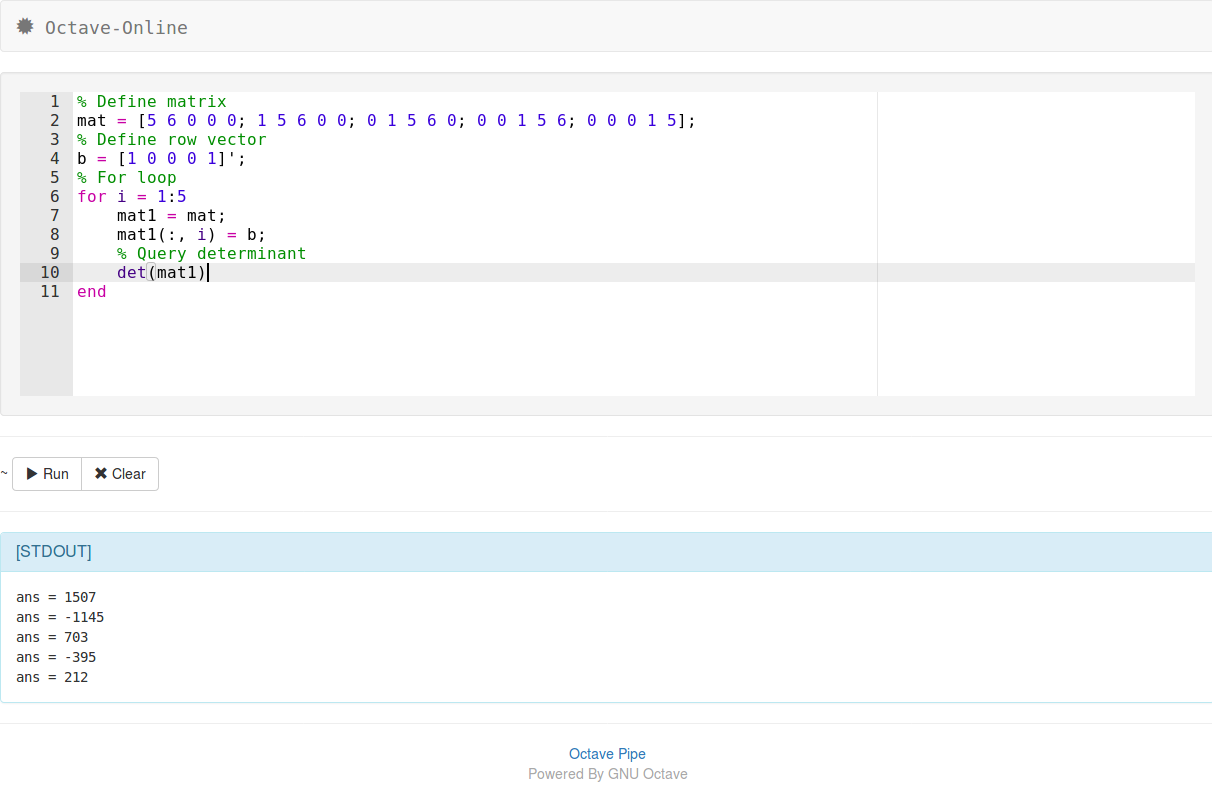 Octave-Online
1 % Define matrix
2 mat = [5 6 0 0 0; 1 5 6 0 0; 0 1 5 6 0; 0 0 1 5 6; 0 0 0 1 5];
3 % Define row vector
4 b = [1 0 0 0 1]';
5 % For loop
6 for i = 1:5
7     mat1 = mat;
8     mat1(:, i) = b;
9     % Query determinant
10     det(mat1)
11 end
~ Run Clear
[STDOUT]
ans = 1507
ans = -1145
ans = 703
ans = -395
ans = 212
Octave Pipe
Powered By GNU Octave